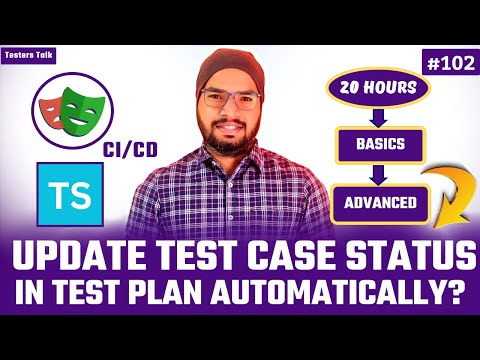 Testers Talk
#102
CI/CD
TS
20 HOURS
BASICS
ADVANCED
UPDATE TEST CASE STATUS
IN TEST PLAN AUTOMATICALLY?